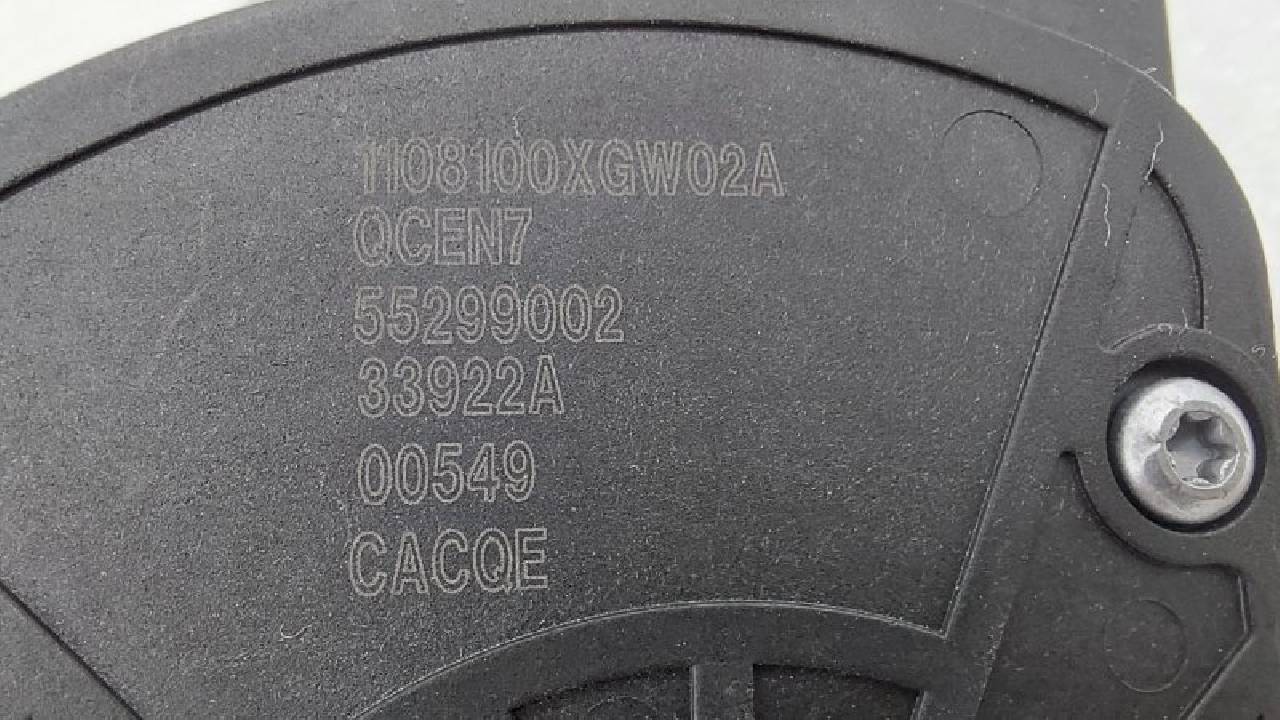 1108100XGW02A
QCEN7
55299002
33922A
00549
CACQE